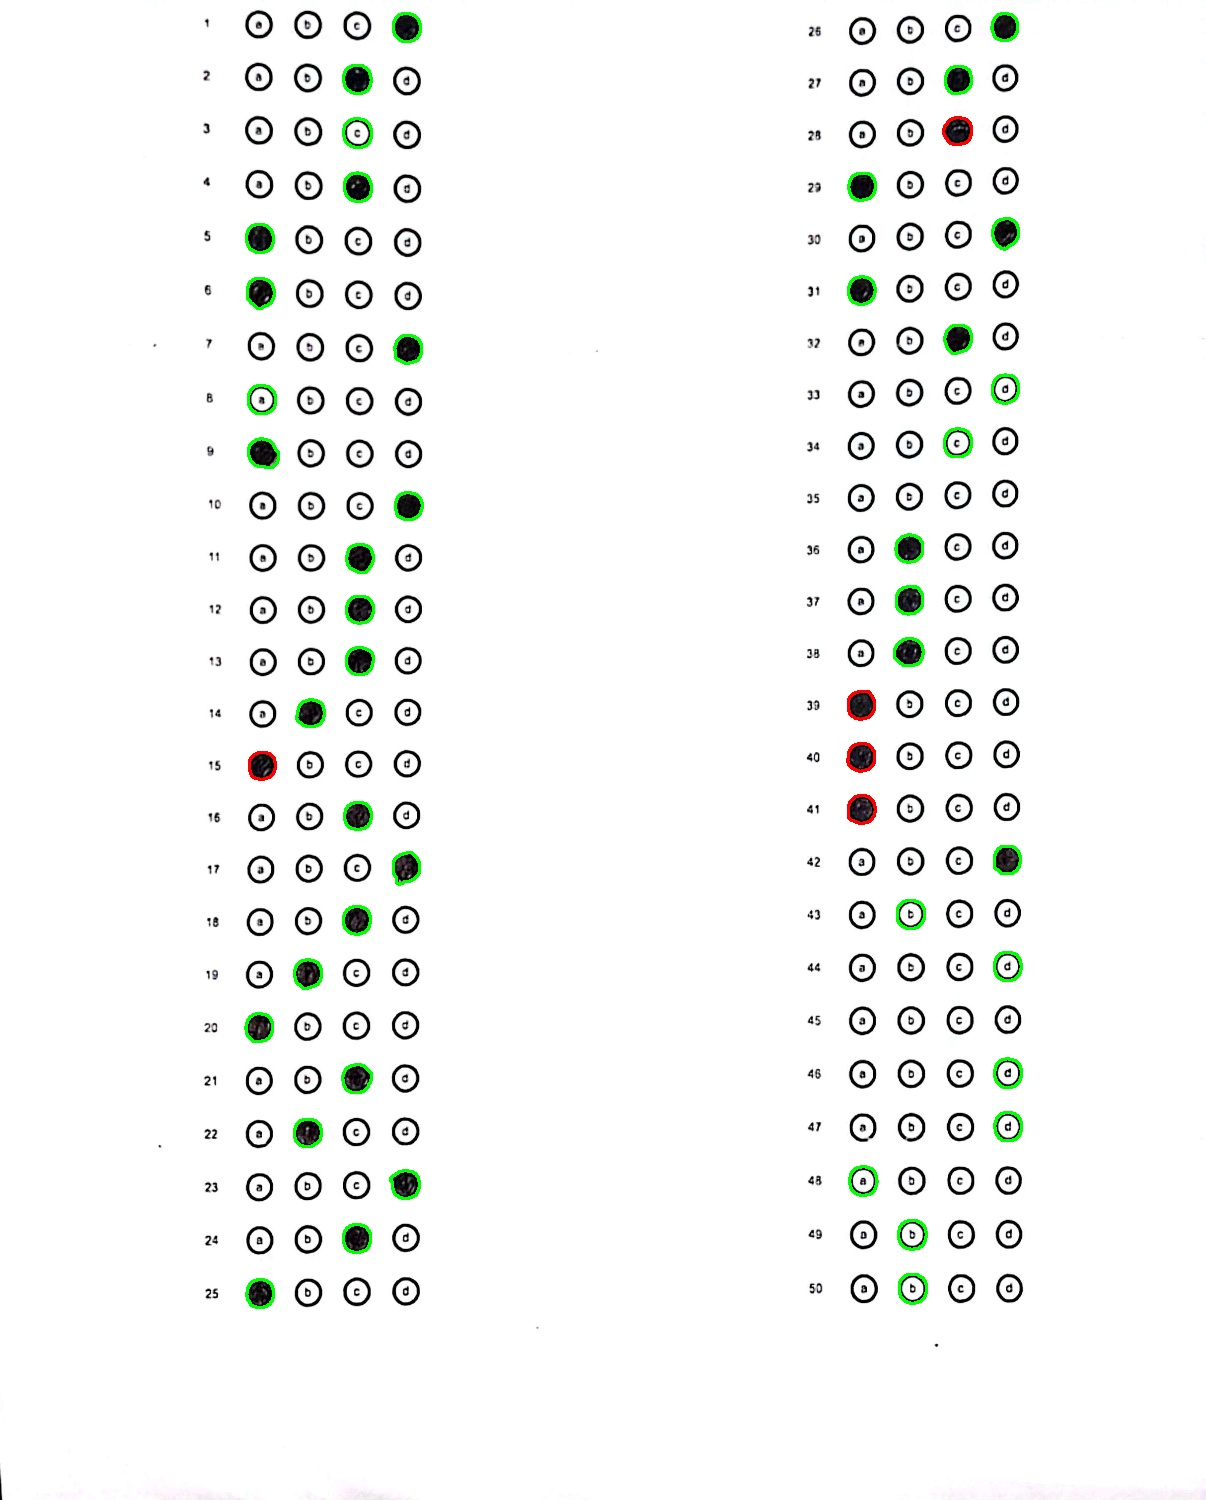 1 a b c
2 a b d
3 a b c d
4 a b d
5 b c d
6 b c d
7 a b c
8 a b c d
9 b c d
10 a b c
11 a b d
12 a b d
13 a b d
14 a c d
15 b c d
16 a b d
17 a b c
18 a b d
19 a c d
20 b c d
21 a b d
22 a c d
23 a b c
24 a b d
25 b c d
26 a b c
27 a b d
28 a b d
29 b c d
30 a b c
31 b c d
32 a b d
33 a b c d
34 a b c d
35 a b c d
36 a c d
37 a c d
38 a c d
39 b c d
40 b c d
41 b c d
42 a b c
43 a b c d
44 a b c d
45 a b c d
46 a b c d
47 a b c d
48 a b c d
49 a b c d
50 a b c d